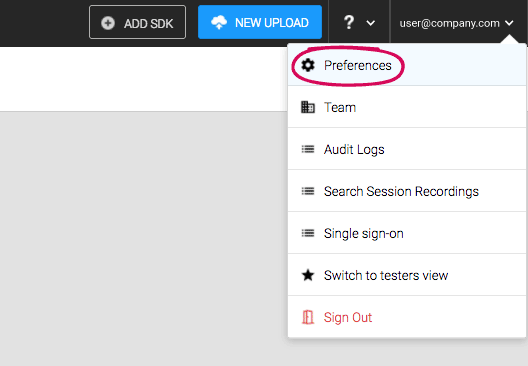 ADD SDK
NEW UPLOAD
?
user@company.com
Preferences
Team
Audit Logs
Search Session Recordings
Single sign-on
Switch to testers view
Sign Out